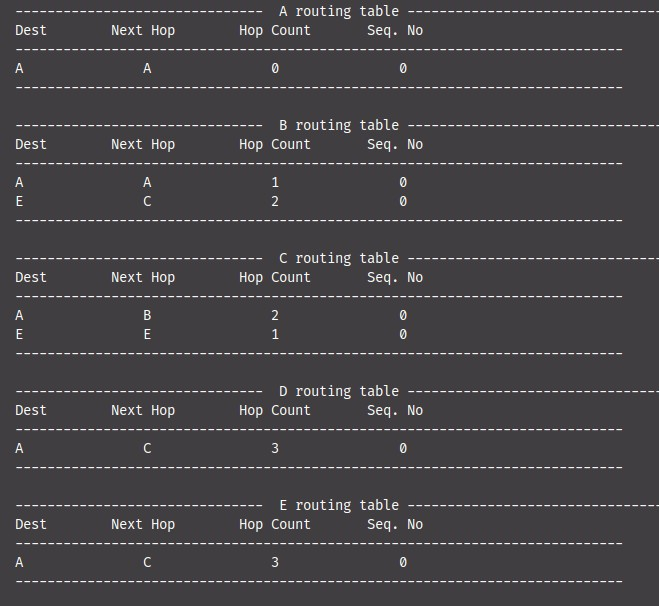 -------------------------------  A routing table --------------------------------
Dest        Next Hop        Hop Count       Seq. No
----------------------------------------------------------------------------
A               A               0               0
----------------------------------------------------------------------------
-------------------------------  B routing table --------------------------------
Dest        Next Hop        Hop Count       Seq. No
----------------------------------------------------------------------------
A               A               1               0
E               C               2               0
----------------------------------------------------------------------------
-------------------------------  C routing table --------------------------------
Dest        Next Hop        Hop Count       Seq. No
----------------------------------------------------------------------------
A               B               2               0
E               E               1               0
----------------------------------------------------------------------------
-------------------------------  D routing table --------------------------------
Dest        Next Hop        Hop Count       Seq. No
----------------------------------------------------------------------------
A               C               3               0
----------------------------------------------------------------------------
-------------------------------  E routing table --------------------------------
Dest        Next Hop        Hop Count       Seq. No
----------------------------------------------------------------------------
A               C               3               0
----------------------------------------------------------------------------